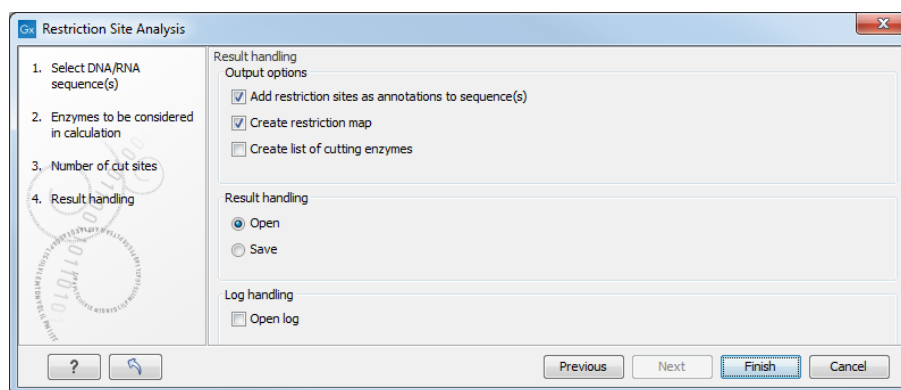 Gx Restriction Site Analysis
1. Select DNA/RNA
sequence(s)
2. Enzymes to be considered
in calculation
3. Number of cut sites
4. Result handling
Result handling
Output options
Add restriction sites as annotations to sequence(s)
Create restriction map
Create list of cutting enzymes
Result handling
Open
Save
Log handling
Open log
?
Previous
Next
Finish
Cancel